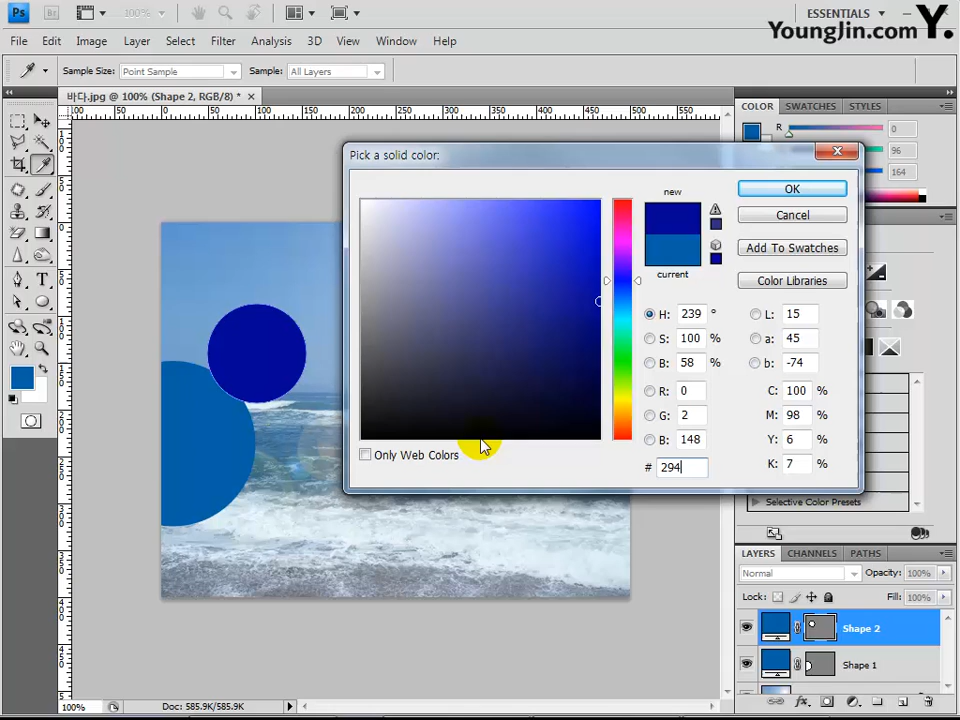 Ps Br 100% ESSENTIALS
YoungJin.com Y.
File Edit Image Layer Select Filter Analysis 3D View Window Help
Sample Size: Point Sample Sample: All Layers
바다.jpg @ 100% (Shape 2, RGB/8) *
COLOR SWATCHES STYLES
R 0
96
164
Pick a solid color:
new
current
OK
Cancel
Add To Swatches
Color Libraries
H: 239 ° L: 15
S: 100 % a: 45
B: 58 % b: -74
R: 0 C: 100 %
G: 2 M: 98 %
B: 148 Y: 6 %
# 294 K: 7 %
Only Web Colors
Selective Color Presets
LAYERS CHANNELS PATHS
Normal Opacity: 100%
Lock: Fill: 100%
Shape 2
Shape 1
100% Doc: 585.9K/585.9K